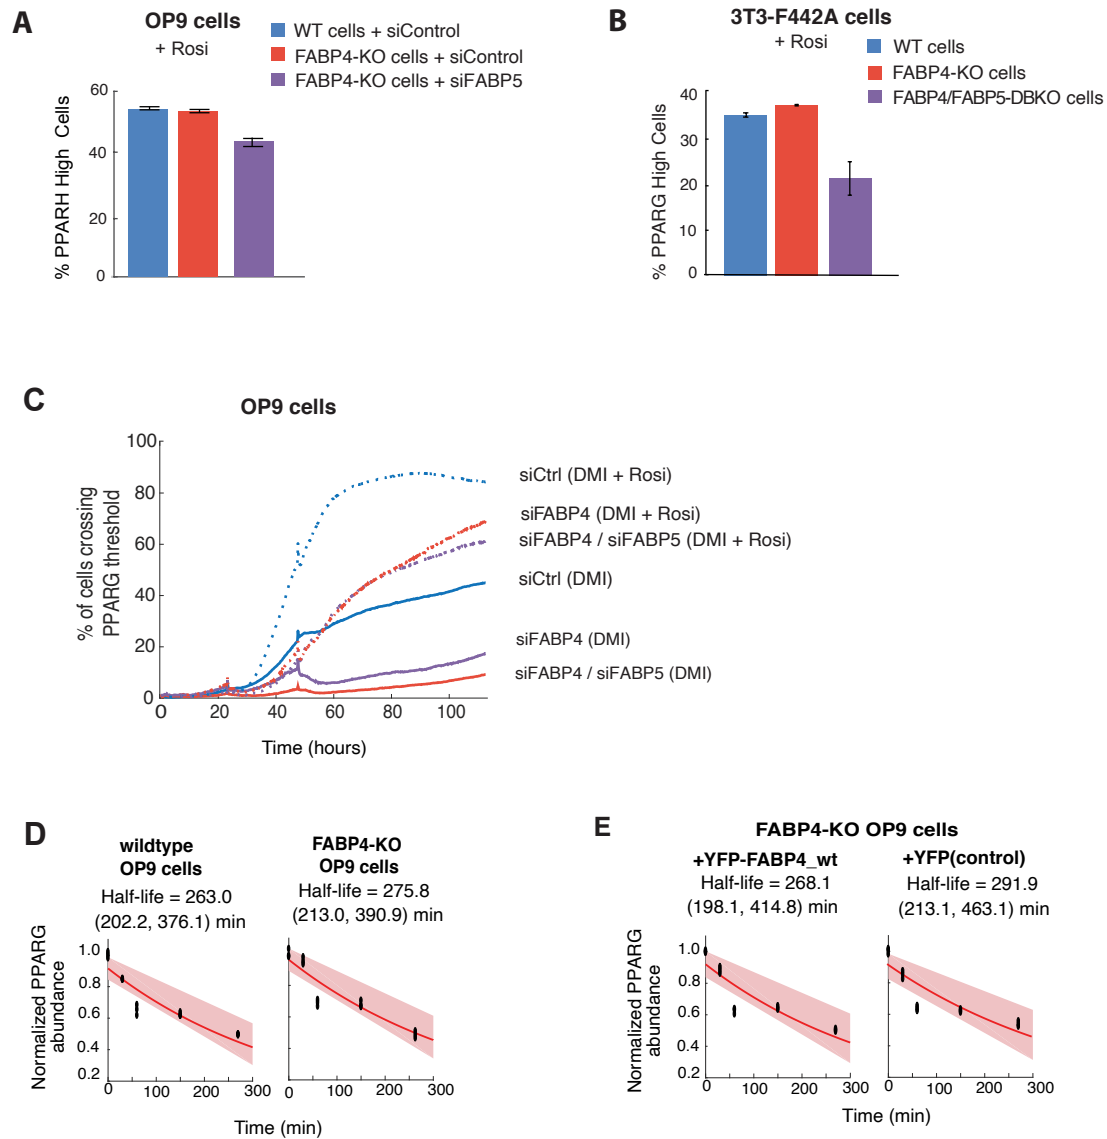 A
OP9 cells
+ Rosi
WT cells + siControl
FABP4-KO cells + siControl
FABP4-KO cells + siFABP5
% PPARH High Cells
60
40
20
0
B
3T3-F442A cells
+ Rosi
WT cells
FABP4-KO cells
FABP4/FABP5-DBKO cells
% PPARG High Cells
40
30
20
10
0
C
OP9 cells
% of cells crossing
PPARG threshold
100
80
60
40
20
0
0 20 40 60 80 100
Time (hours)
siCtrl (DMI + Rosi)
siFABP4 (DMI + Rosi)
siFABP4 / siFABP5 (DMI + Rosi)
siCtrl (DMI)
siFABP4 (DMI)
siFABP4 / siFABP5 (DMI)
D
wildtype
OP9 cells
Half-life = 263.0
(202.2, 376.1) min
FABP4-KO
OP9 cells
Half-life = 275.8
(213.0, 390.9) min
Normalized PPARG
abundance
1.0
0.8
0.6
0.4
0.2
0 100 200 300
0 100 200 300
Time (min)
E
FABP4-KO OP9 cells
+YFP-FABP4_wt
Half-life = 268.1
(198.1, 414.8) min
+YFP(control)
Half-life = 291.9
(213.1, 463.1) min
Normalized PPARG
abundance
1.0
0.8
0.6
0.4
0.2
0 100 200 300
0 100 200 300
Time (min)